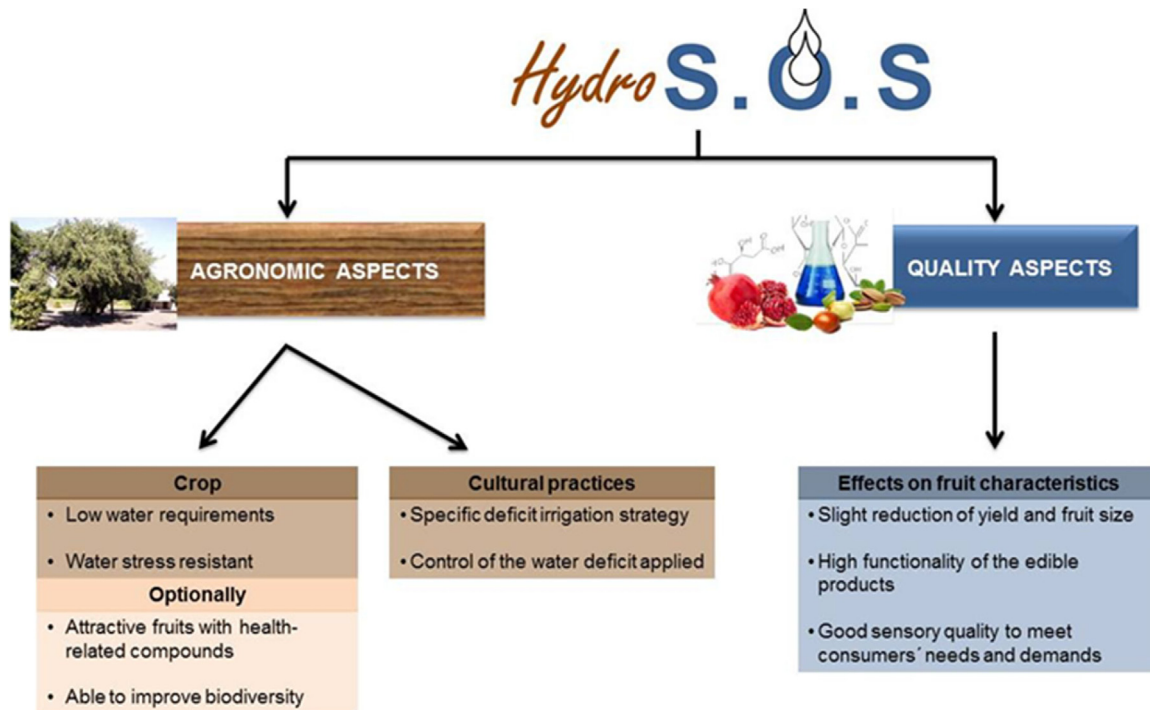 Hydro S.O.S
AGRONOMIC ASPECTS
QUALITY ASPECTS
Crop
• Low water requirements
• Water stress resistant
Optionally
• Attractive fruits with health-
related compounds
• Able to improve biodiversity
Cultural practices
• Specific deficit irrigation strategy
• Control of the water deficit applied
Effects on fruit characteristics
• Slight reduction of yield and fruit size
• High functionality of the edible
products
• Good sensory quality to meet
consumers´ needs and demands